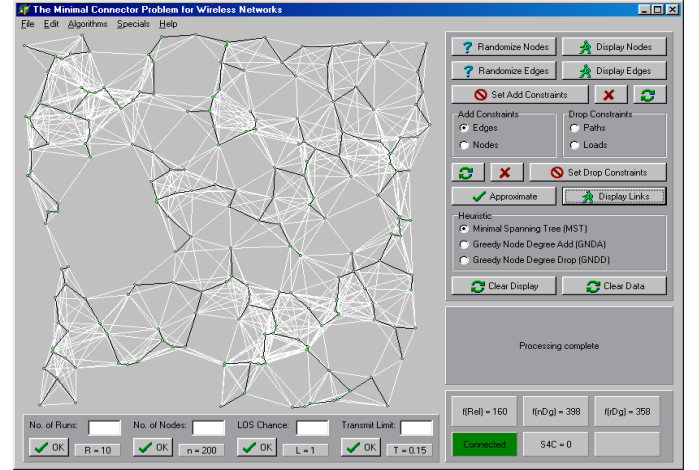 The Minimal Connector Problem for Wireless Networks
File Edit Algorithms Specials Help
Randomize Nodes
Display Nodes
Randomize Edges
Display Edges
Set Add Constraints
Add Constraints
Edges
Nodes
Drop Constraints
Paths
Loads
Set Drop Constraints
Approximate
Display Links
Heuristic
Minimal Spanning Tree (MST)
Greedy Node Degree Add (GNDA)
Greedy Node Degree Drop (GNDD)
Clear Display
Clear Data
Processing complete
f(Rel) = 160
f(nDg) = 398
f(rDg) = 358
Connected
S4C = 0
No. of Runs:
OK
R = 10
No. of Nodes:
OK
n = 200
LOS Chance:
OK
L = 1
Transmit Limit:
OK
T = 0.15